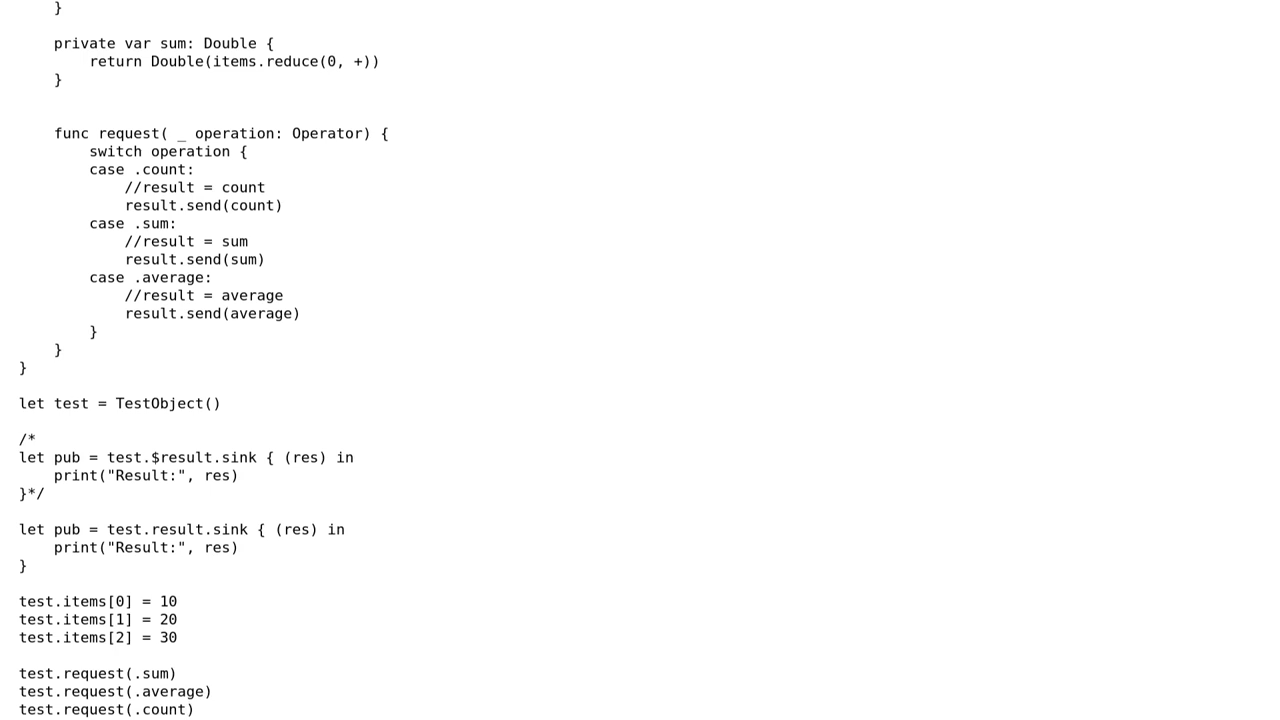 }

    private var sum: Double {
        return Double(items.reduce(0, +))
    }


    func request( _ operation: Operator) {
        switch operation {
        case .count:
            //result = count
            result.send(count)
        case .sum:
            //result = sum
            result.send(sum)
        case .average:
            //result = average
            result.send(average)
        }
    }
}

let test = TestObject()

/*
let pub = test.$result.sink { (res) in
    print("Result:", res)
}*/

let pub = test.result.sink { (res) in
    print("Result:", res)
}

test.items[0] = 10
test.items[1] = 20
test.items[2] = 30

test.request(.sum)
test.request(.average)
test.request(.count)